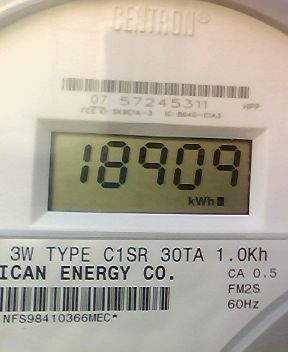 CENTRON®
07 57245311 HPP
18909
kWh
3W TYPE C1SR 30TA 1.0Kh
ICAN ENERGY CO. CA 0.5
FM2S
NFS98410366MEC* 60Hz